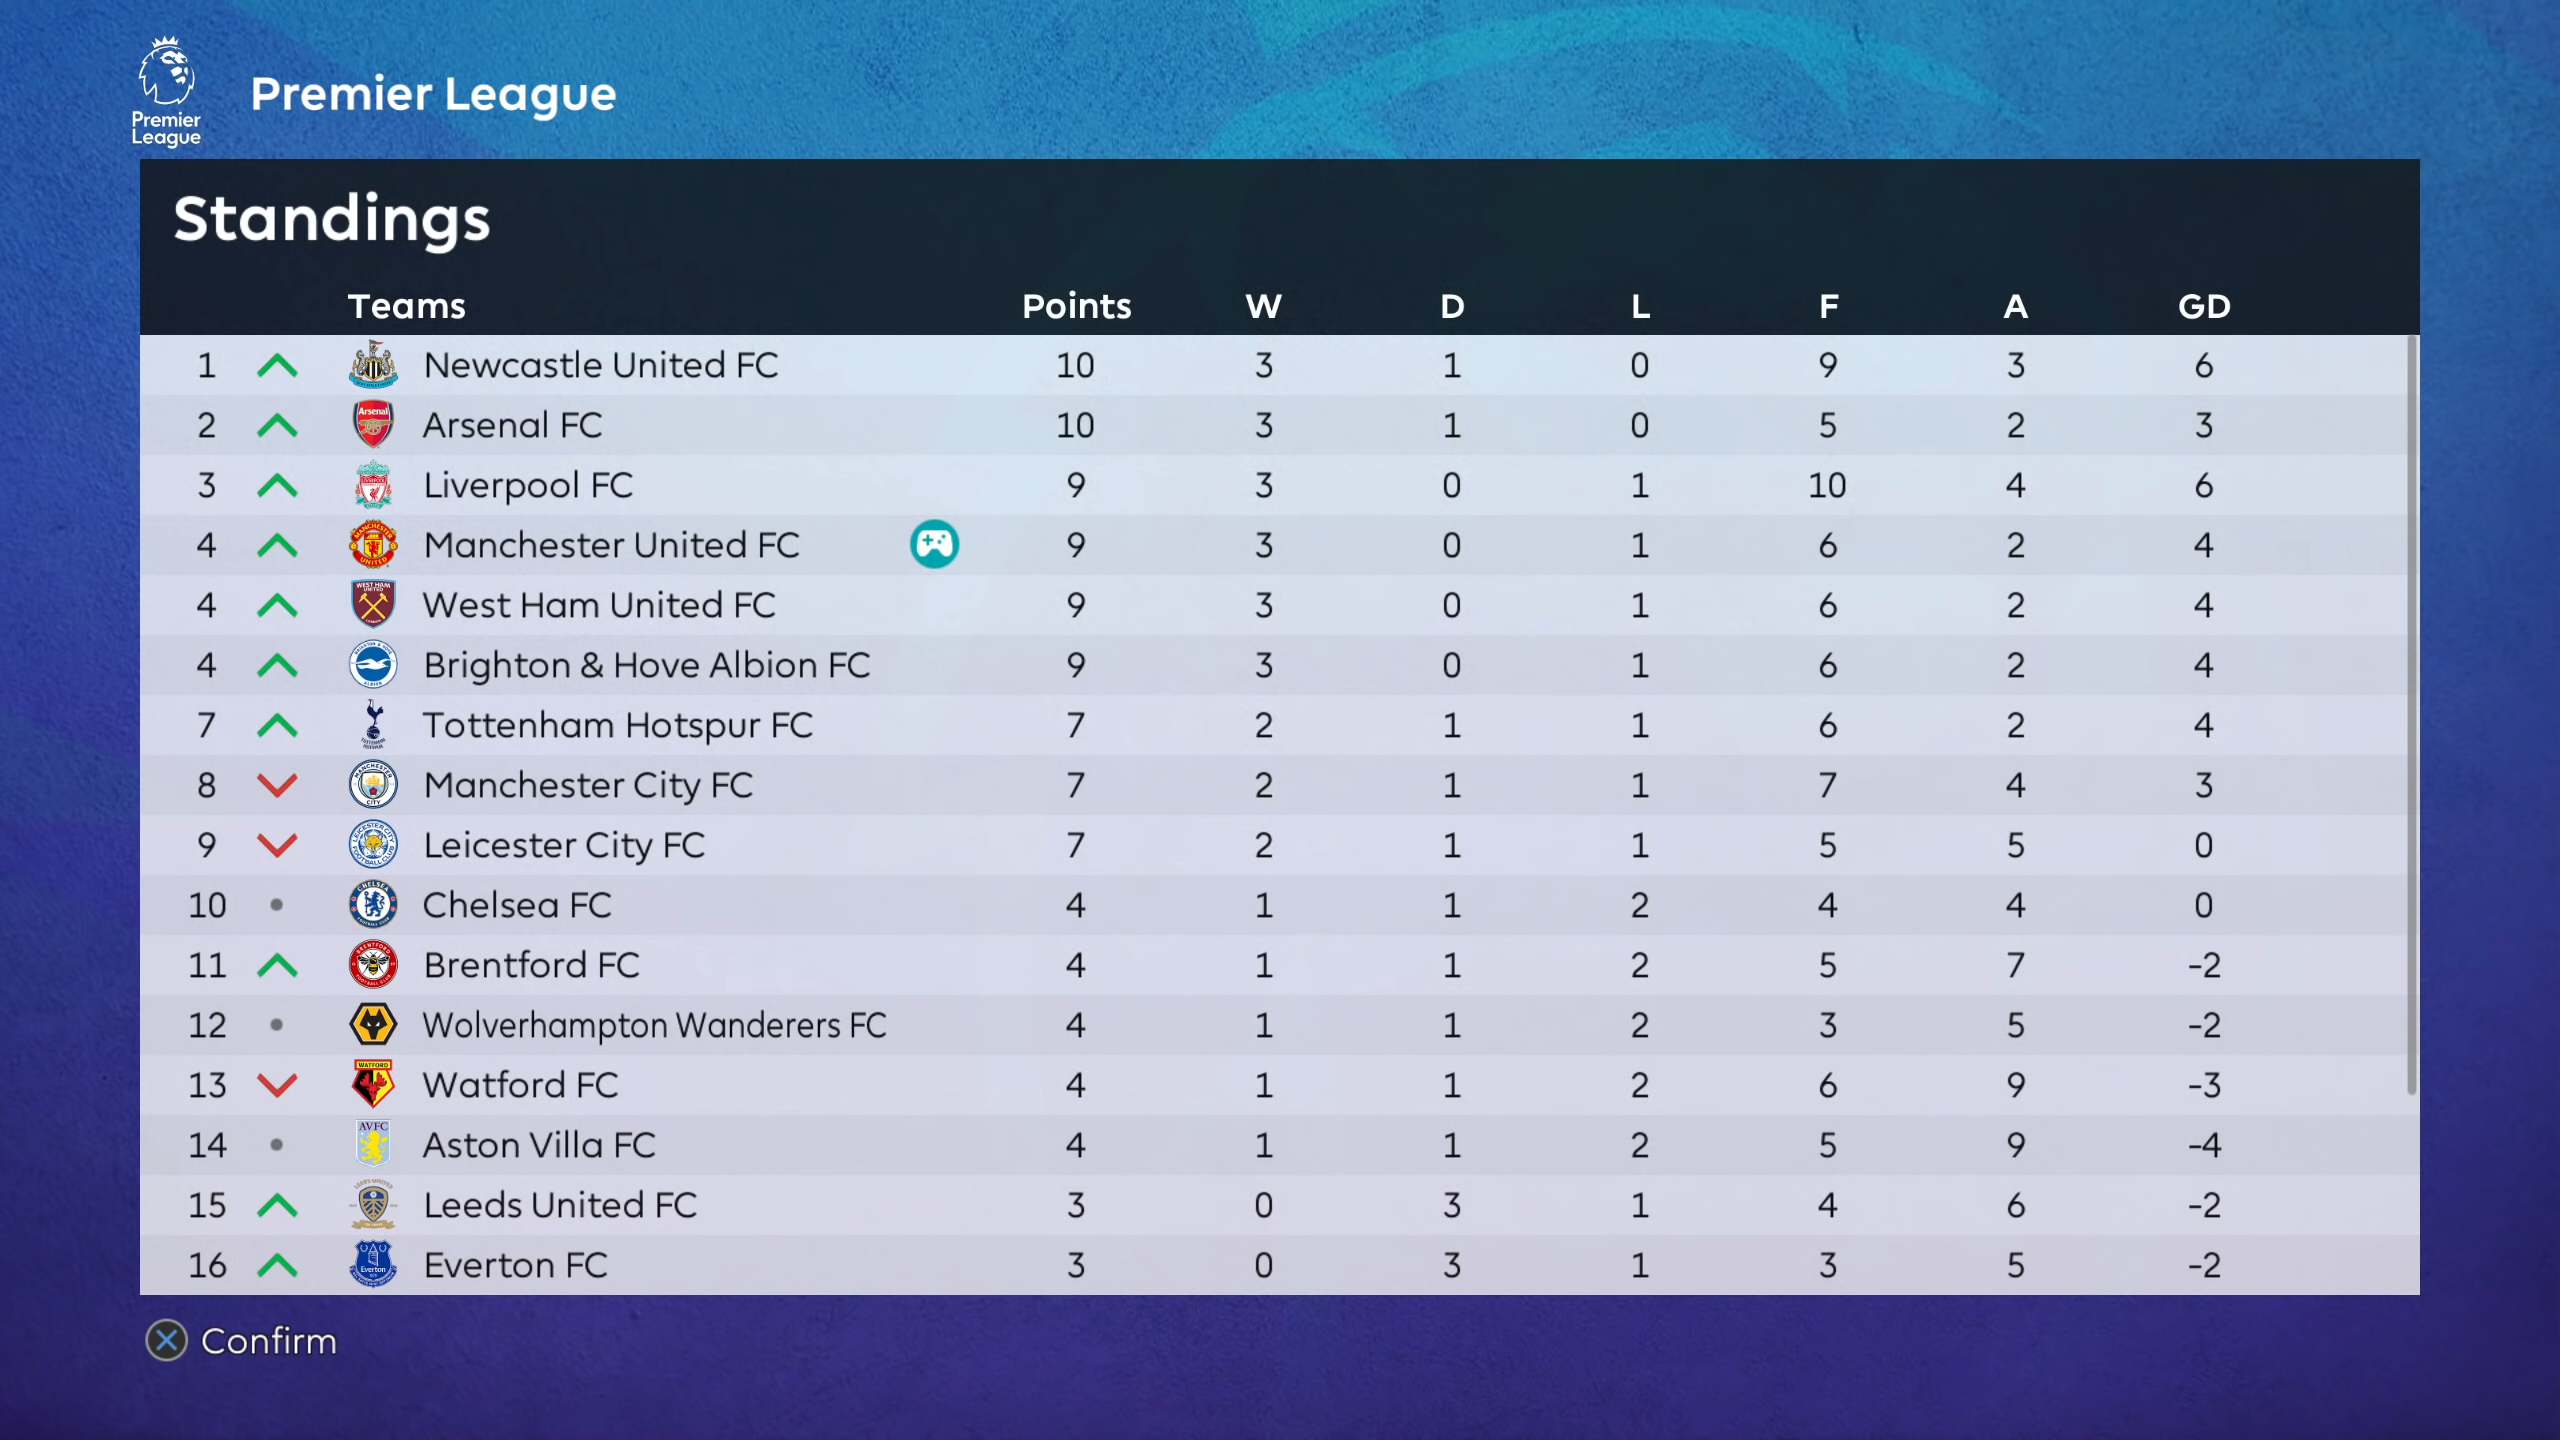 Premier
League
Premier League
Standings
Teams Points W D L F A GD
1 Newcastle United FC 10 3 1 0 9 3 6
2 Arsenal FC 10 3 1 0 5 2 3
3 Liverpool FC 9 3 0 1 10 4 6
4 Manchester United FC 9 3 0 1 6 2 4
4 West Ham United FC 9 3 0 1 6 2 4
4 Brighton & Hove Albion FC 9 3 0 1 6 2 4
7 Tottenham Hotspur FC 7 2 1 1 6 2 4
8 Manchester City FC 7 2 1 1 7 4 3
9 Leicester City FC 7 2 1 1 5 5 0
10 Chelsea FC 4 1 1 2 4 4 0
11 Brentford FC 4 1 1 2 5 7 -2
12 Wolverhampton Wanderers FC 4 1 1 2 3 5 -2
13 Watford FC 4 1 1 2 6 9 -3
14 Aston Villa FC 4 1 1 2 5 9 -4
15 Leeds United FC 3 0 3 1 4 6 -2
16 Everton FC 3 0 3 1 3 5 -2
Confirm